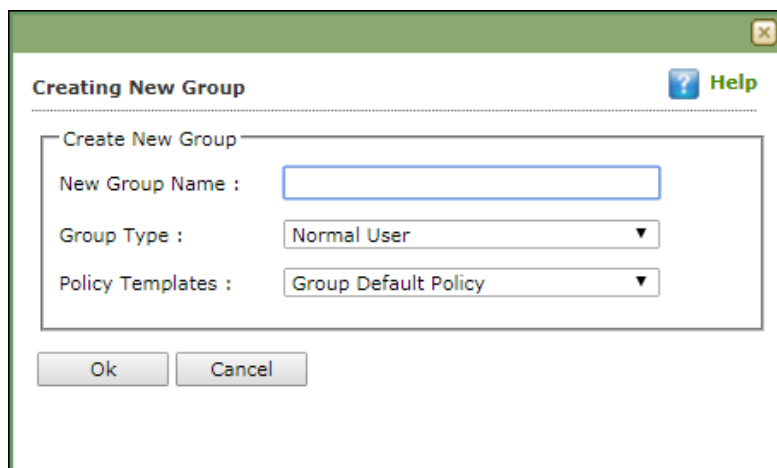 Creating New Group
Help
Create New Group
New Group Name :
Group Type : Normal User
Policy Templates : Group Default Policy
Ok Cancel